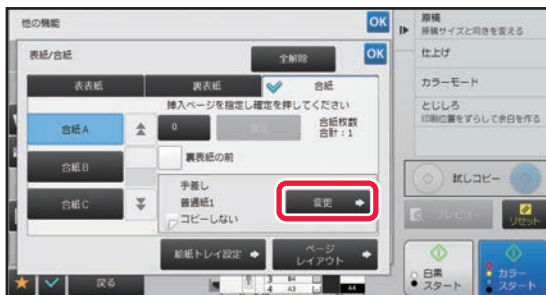 他の機能
OK
原稿
原稿サイズと向きを変える
表紙/合紙
全解除
OK
仕上げ
表表紙
裏表紙
合紙
カラーモード
挿入ページを指定し確定を押してください
とじしろ
印刷位置をずらして余白を作る
合紙 A
0
確定
合紙枚数
合計：1
合紙 B
裏表紙の前
手差し
試しコピー
合紙 C
普通紙1
変更
コピーしない
プレビュー
リセット
給紙トレイ設定
ページ
レイアウト
戻る
3 B4
4 A3
A4
白黒
スタート
カラー
スタート